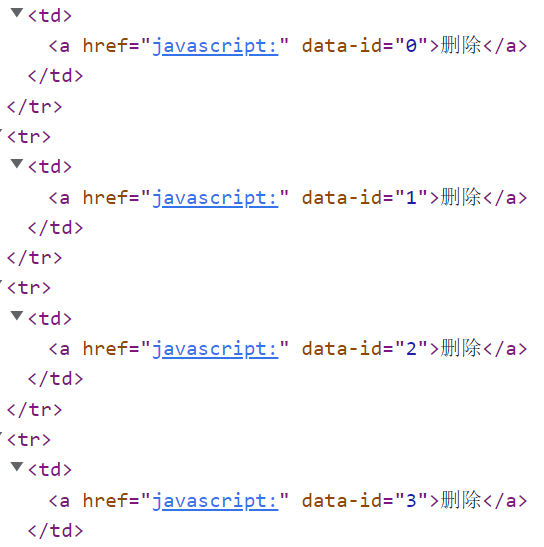 <td>
<a href="javascript:" data-id="0">删除</a>
</td>
</tr>
<tr>
<td>
<a href="javascript:" data-id="1">删除</a>
</td>
</tr>
<tr>
<td>
<a href="javascript:" data-id="2">删除</a>
</td>
</tr>
<tr>
<td>
<a href="javascript:" data-id="3">删除</a>
</td>